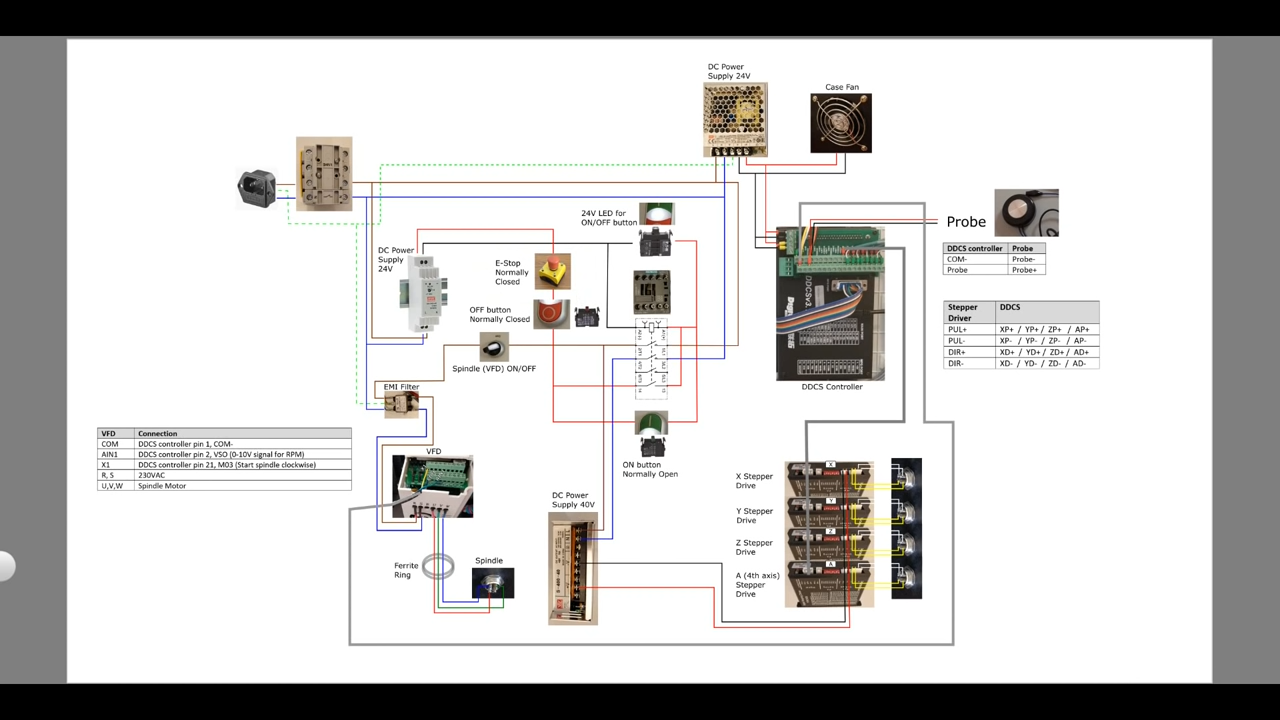 DC Power
Supply 24V
Case Fan
24V LED for
ON/OFF button
Probe
DDCS controller Probe
COM- Probe-
Probe Probe+
DC Power
Supply
24V
E-Stop
Normally
Closed
OFF button
Normally Closed
Spindle (VFD) ON/OFF
DDCS Controller
Stepper
Driver DDCS
PUL+ XP+ / YP+ / ZP+ / AP+
PUL- XP- / YP- / ZP- / AP-
DIR+ XD+ / YD+ / ZD+ / AD+
DIR- XD- / YD- / ZD- / AD-
EMI Filter
VFD Connection
COM DDCS controller pin 1, COM-
AIN1 DDCS controller pin 2, VSO (0-10V signal for RPM)
X1 DDCS controller pin 21, M03 (Start spindle clockwise)
R, S 230VAC
U,V,W Spindle Motor
VFD
ON button
Normally Open
DC Power
Supply 40V
X Stepper
Drive
X
Y Stepper
Drive
Y
Z Stepper
Drive
Z
A (4th axis)
Stepper
Drive
A
Ferrite
Ring
Spindle